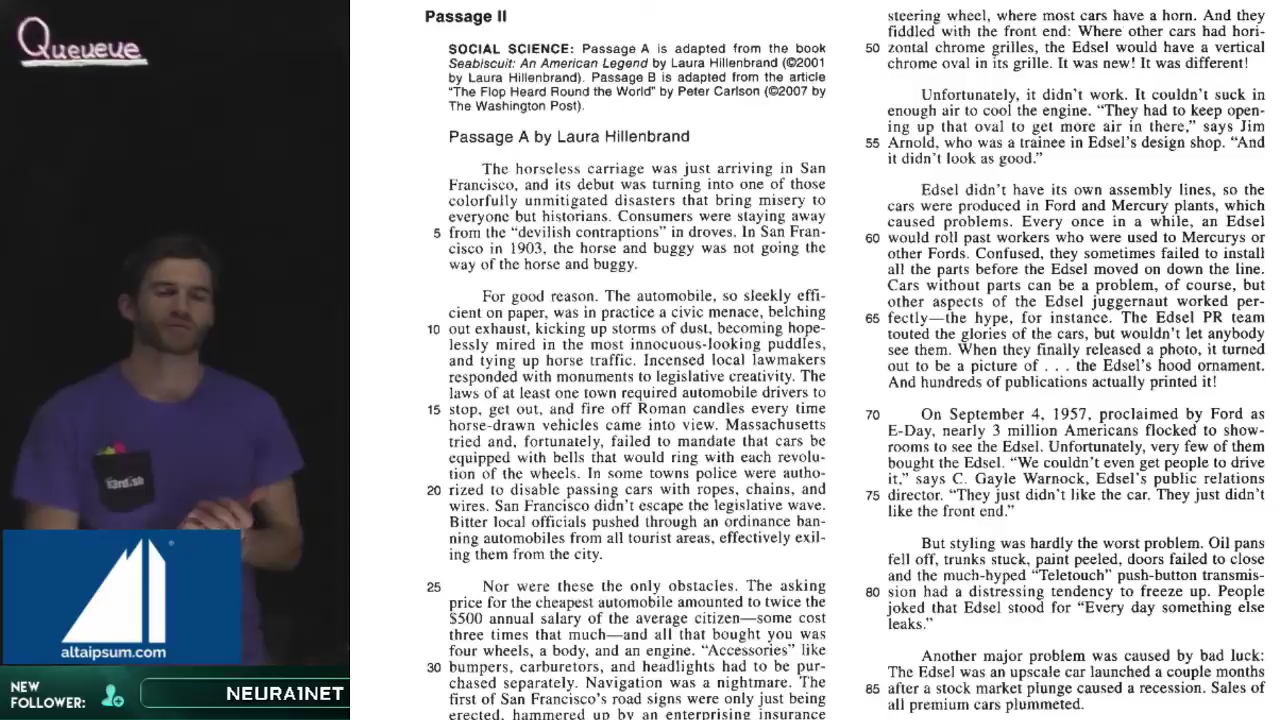 Queueue
b3rd.sh
altaipsum.com
NEW
FOLLOWER:
NEURA1NET
Passage II
SOCIAL SCIENCE: Passage A is adapted from the book
Seabiscuit: An American Legend by Laura Hillenbrand (©2001
by Laura Hillenbrand). Passage B is adapted from the article
“The Flop Heard Round the World” by Peter Carlson (©2007 by
The Washington Post).
Passage A by Laura Hillenbrand
The horseless carriage was just arriving in San
Francisco, and its debut was turning into one of those
colorfully unmitigated disasters that bring misery to
everyone but historians. Consumers were staying away
5 from the “devilish contraptions” in droves. In San Fran-
cisco in 1903, the horse and buggy was not going the
way of the horse and buggy.
For good reason. The automobile, so sleekly effi-
cient on paper, was in practice a civic menace, belching
10 out exhaust, kicking up storms of dust, becoming hope-
lessly mired in the most innocuous-looking puddles,
and tying up horse traffic. Incensed local lawmakers
responded with monuments to legislative creativity. The
laws of at least one town required automobile drivers to
15 stop, get out, and fire off Roman candles every time
horse-drawn vehicles came into view. Massachusetts
tried and, fortunately, failed to mandate that cars be
equipped with bells that would ring with each revolu-
tion of the wheels. In some towns police were autho-
20 rized to disable passing cars with ropes, chains, and
wires. San Francisco didn’t escape the legislative wave.
Bitter local officials pushed through an ordinance ban-
ning automobiles from all tourist areas, effectively exil-
ing them from the city.
25 Nor were these the only obstacles. The asking
price for the cheapest automobile amounted to twice the
$500 annual salary of the average citizen—some cost
three times that much—and all that bought you was
four wheels, a body, and an engine. “Accessories” like
30 bumpers, carburetors, and headlights had to be pur-
chased separately. Navigation was a nightmare. The
first of San Francisco’s road signs were only just being
erected, hammered up by an enterprising insurance
steering wheel, where most cars have a horn. And they
fiddled with the front end: Where other cars had hori-
50 zontal chrome grilles, the Edsel would have a vertical
chrome oval in its grille. It was new! It was different!
Unfortunately, it didn’t work. It couldn’t suck in
enough air to cool the engine. “They had to keep open-
ing up that oval to get more air in there,” says Jim
55 Arnold, who was a trainee in Edsel’s design shop. “And
it didn’t look as good.”
Edsel didn’t have its own assembly lines, so the
cars were produced in Ford and Mercury plants, which
caused problems. Every once in a while, an Edsel
60 would roll past workers who were used to Mercurys or
other Fords. Confused, they sometimes failed to install
all the parts before the Edsel moved on down the line.
Cars without parts can be a problem, of course, but
other aspects of the Edsel juggernaut worked per-
65 fectly—the hype, for instance. The Edsel PR team
touted the glories of the cars, but wouldn’t let anybody
see them. When they finally released a photo, it turned
out to be a picture of . . . the Edsel’s hood ornament.
And hundreds of publications actually printed it!
70 On September 4, 1957, proclaimed by Ford as
E-Day, nearly 3 million Americans flocked to show-
rooms to see the Edsel. Unfortunately, very few of them
bought the Edsel. “We couldn’t even get people to drive
it,” says C. Gayle Warnock, Edsel’s public relations
75 director. “They just didn’t like the car. They just didn’t
like the front end.”
But styling was hardly the worst problem. Oil pans
fell off, trunks stuck, paint peeled, doors failed to close
and the much-hyped “Teletouch” push-button transmis-
80 sion had a distressing tendency to freeze up. People
joked that Edsel stood for “Every day something else
leaks.”
Another major problem was caused by bad luck:
The Edsel was an upscale car launched a couple months
85 after a stock market plunge caused a recession. Sales of
all premium cars plummeted.